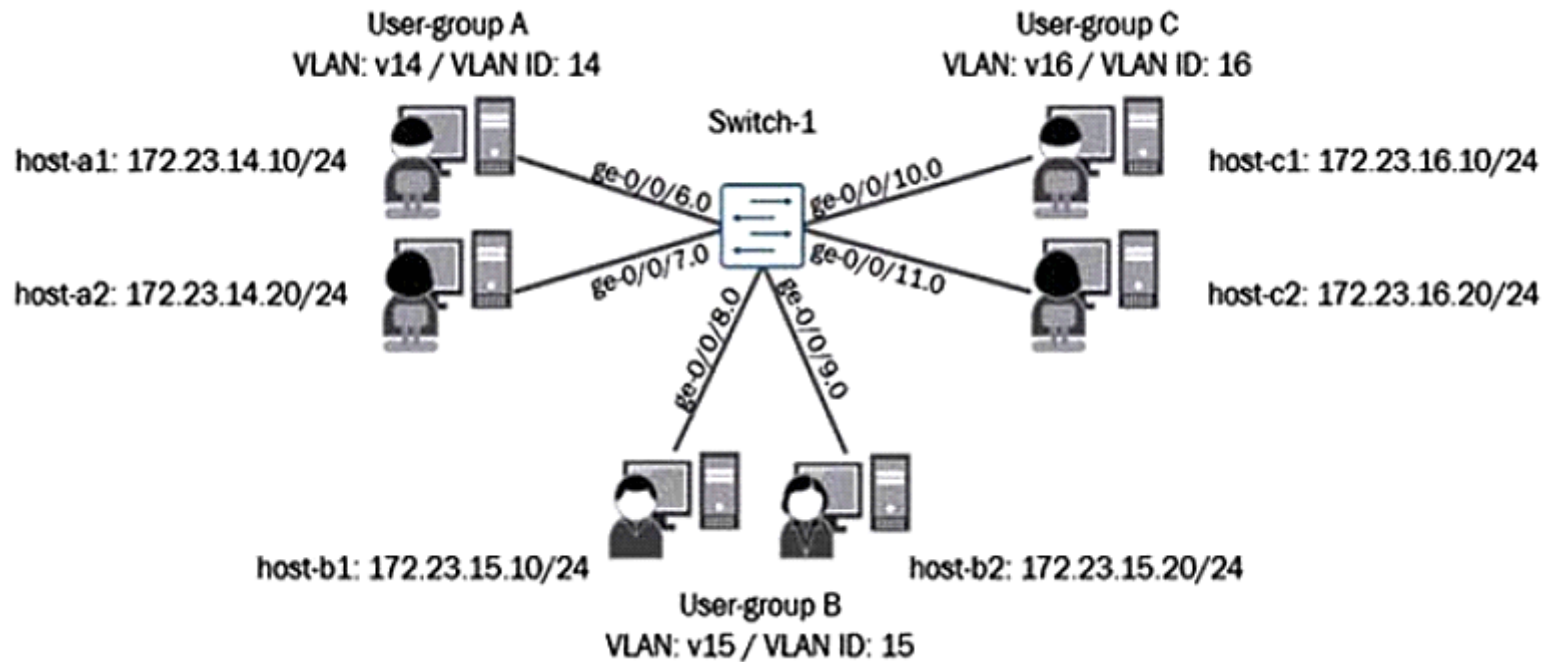 User-group A
VLAN: v14 / VLAN ID: 14
User-group C
VLAN: v16 / VLAN ID: 16
Switch-1
host-a1: 172.23.14.10/24
ge-0/0/6.0
ge-0/0/10.0
host-c1: 172.23.16.10/24
host-a2: 172.23.14.20/24
ge-0/0/7.0
ge-0/0/11.0
host-c2: 172.23.16.20/24
ge-0/0/8.0
ge-0/0/9.0
host-b1: 172.23.15.10/24
host-b2: 172.23.15.20/24
User-group B
VLAN: v15 / VLAN ID: 15